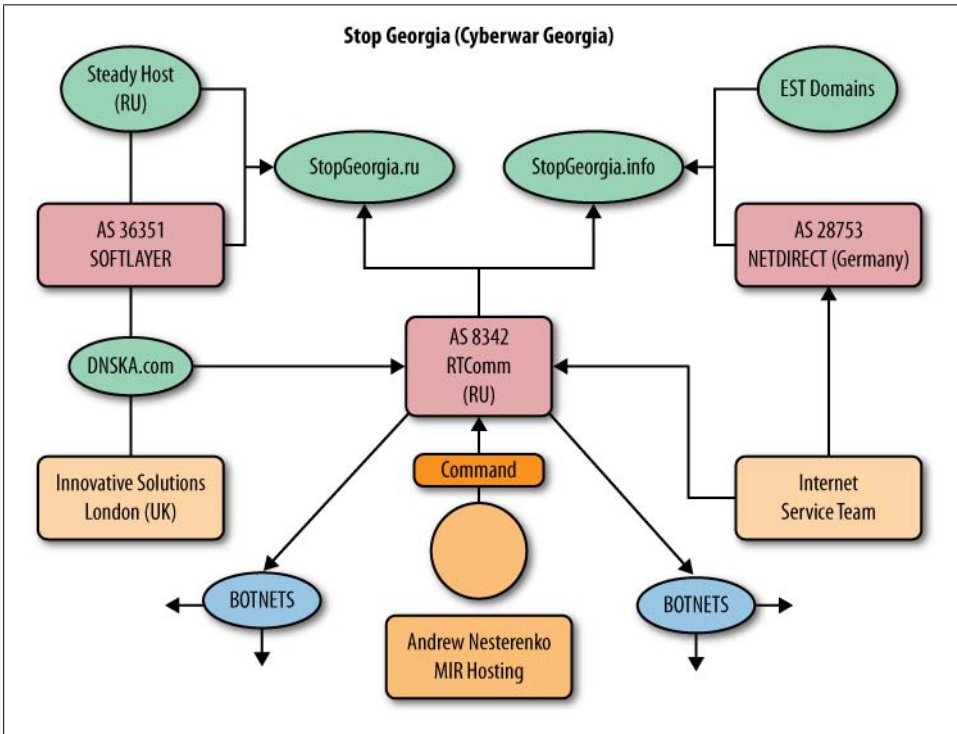 Stop Georgia (Cyberwar Georgia)
Steady Host
(RU)
EST Domains
StopGeorgia.ru
StopGeorgia.info
AS 36351
SOFTLAYER
AS 28753
NETDIRECT (Germany)
AS 8342
RTComm
(RU)
DNSKA.com
Command
Innovative Solutions
London (UK)
Internet
Service Team
BOTNETS
BOTNETS
Andrew Nesterenko
MIR Hosting